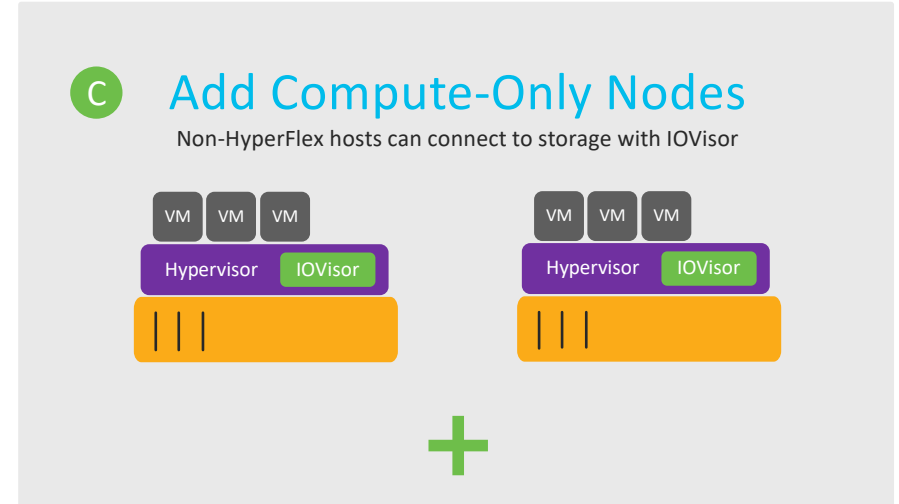 C
Add Compute-Only Nodes
Non-HyperFlex hosts can connect to storage with IOVisor
VM VM VM
Hypervisor IOVisor
VM VM VM
Hypervisor IOVisor